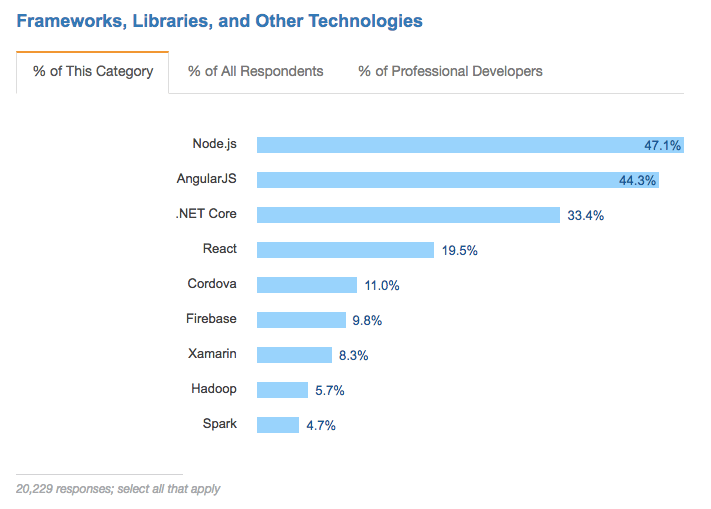 Frameworks, Libraries, and Other Technologies
% of This Category % of All Respondents % of Professional Developers
Node.js 47.1%
AngularJS 44.3%
.NET Core 33.4%
React 19.5%
Cordova 11.0%
Firebase 9.8%
Xamarin 8.3%
Hadoop 5.7%
Spark 4.7%
20,229 responses; select all that apply